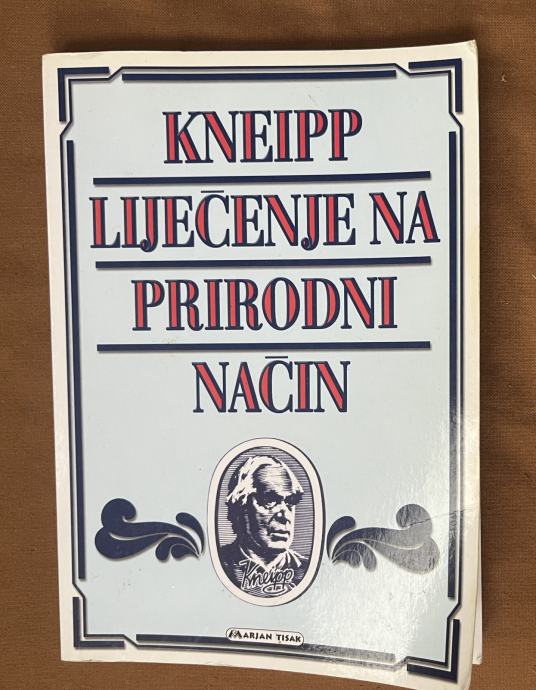 KNEIPP
LIJEČENJE NA
PRIRODNI
NAČIN
Kneipp
MARJAN TISAK